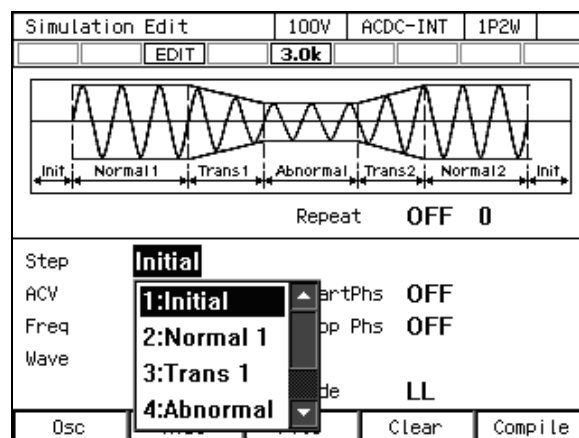 Simulation Edit 100V ACDC-INT 1P2W
EDIT 3.0k
Init Normal1 Trans1 Abnormal Trans2 Normal2 Init
Repeat OFF 0
Step Initial
ACV 1:Initial artPhs OFF
Freq 2:Normal 1 op Phs OFF
Wave 3:Trans 1
de LL
4:Abnormal
Osc Clear Compile